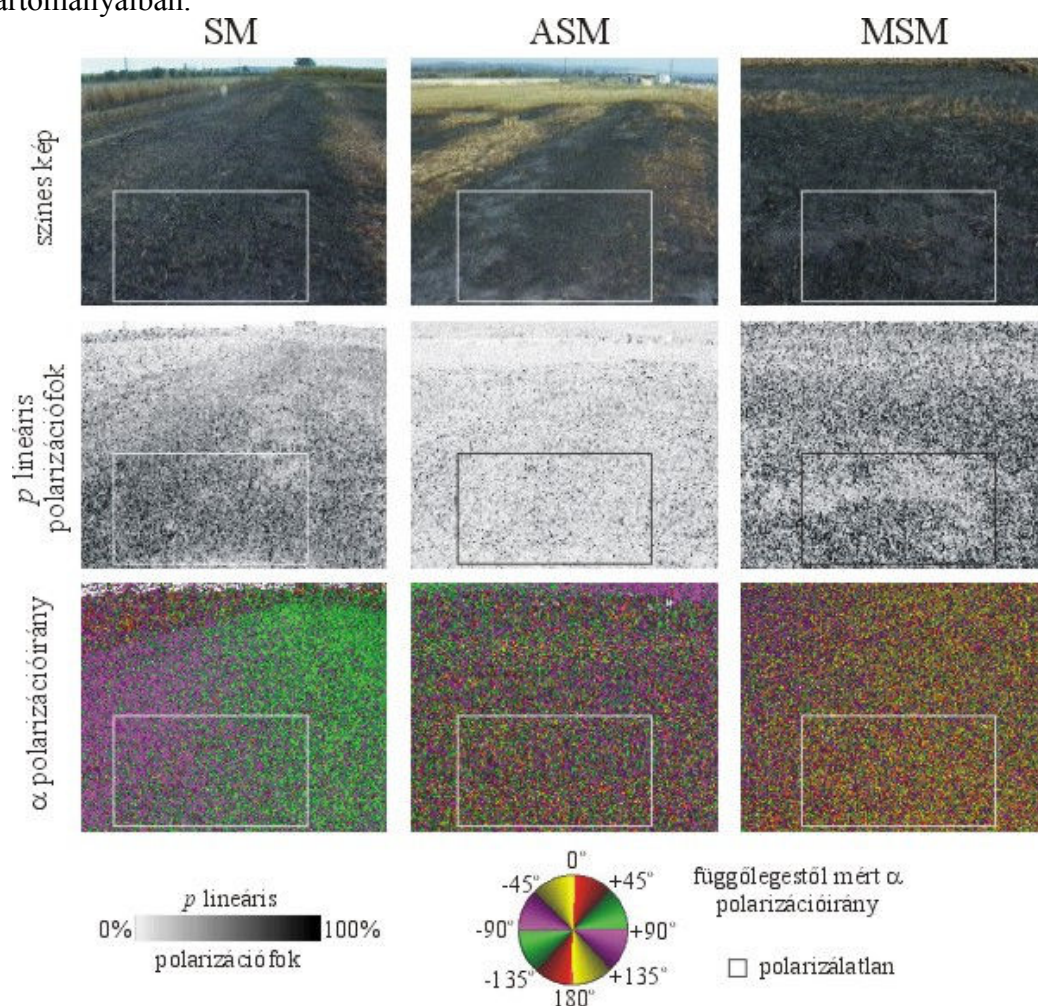 artományaiban.
SM ASM MSM
színes kép
p lineáris
polarizációfok
α polarizációirány
p lineáris
0% 100%
polarizációfok
0°
-45° +45°
-90° +90°
-135° +135°
180°
függőlegestől mért α
polarizációirány
polarizálatlan